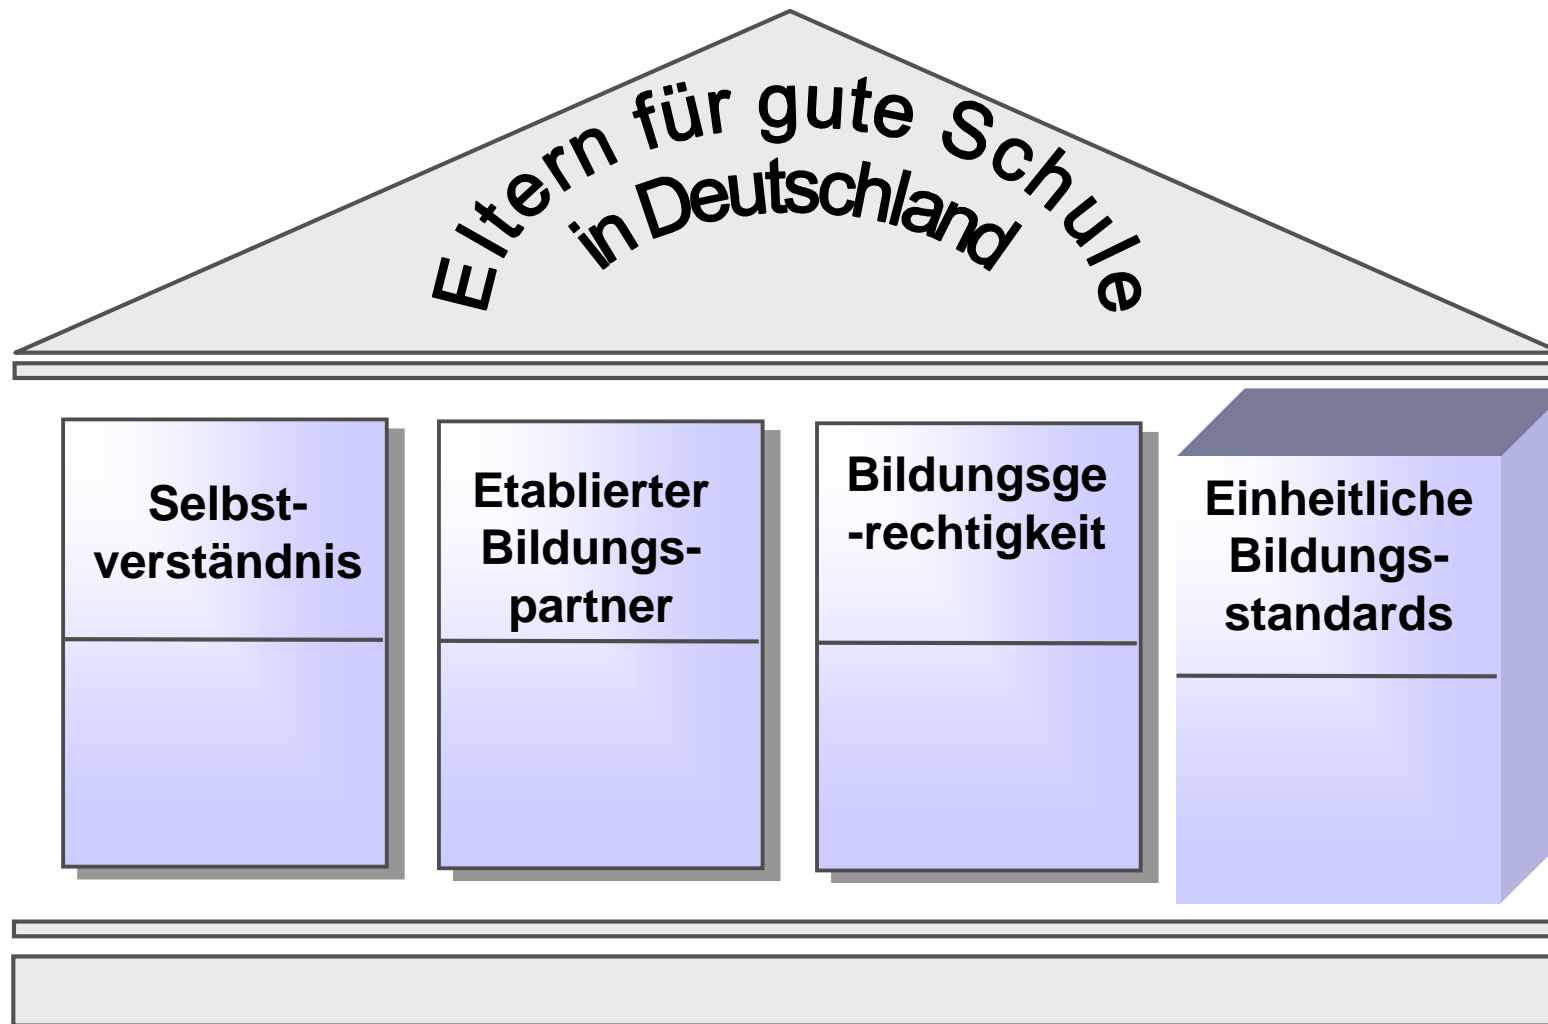 Eltern für gute Schule
in Deutschland
Selbst-
verständnis
Etablierter
Bildungs-
partner
Bildungsge
-rechtigkeit
Einheitliche
Bildungs-
standards